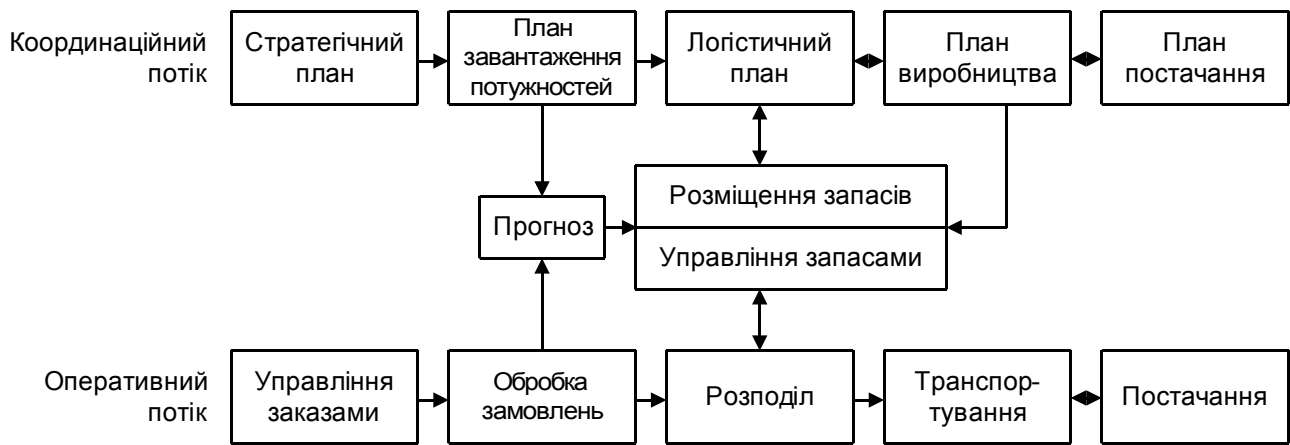 Координаційний
потік
Стратегічний
план
План
завантаження
потужностей
Логістичний
план
План
виробництва
План
постачання
Прогноз
Розміщення запасів
Управління запасами
Оперативний
потік
Управління
заказами
Обробка
замовлень
Розподіл
Транспор-
тування
Постачання